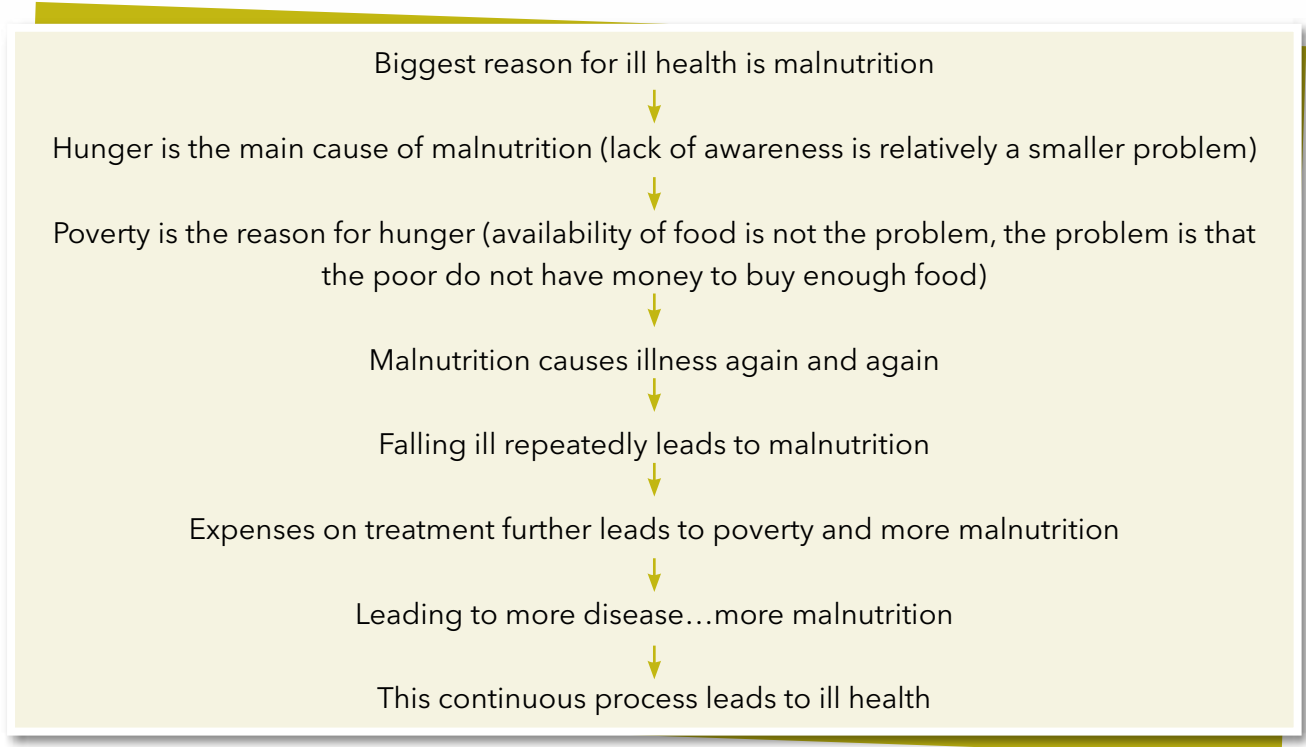 Biggest reason for ill health is malnutrition
Hunger is the main cause of malnutrition (lack of awareness is relatively a smaller problem)
Poverty is the reason for hunger (availability of food is not the problem, the problem is that
the poor do not have money to buy enough food)
Malnutrition causes illness again and again
Falling ill repeatedly leads to malnutrition
Expenses on treatment further leads to poverty and more malnutrition
Leading to more disease…more malnutrition
This continuous process leads to ill health